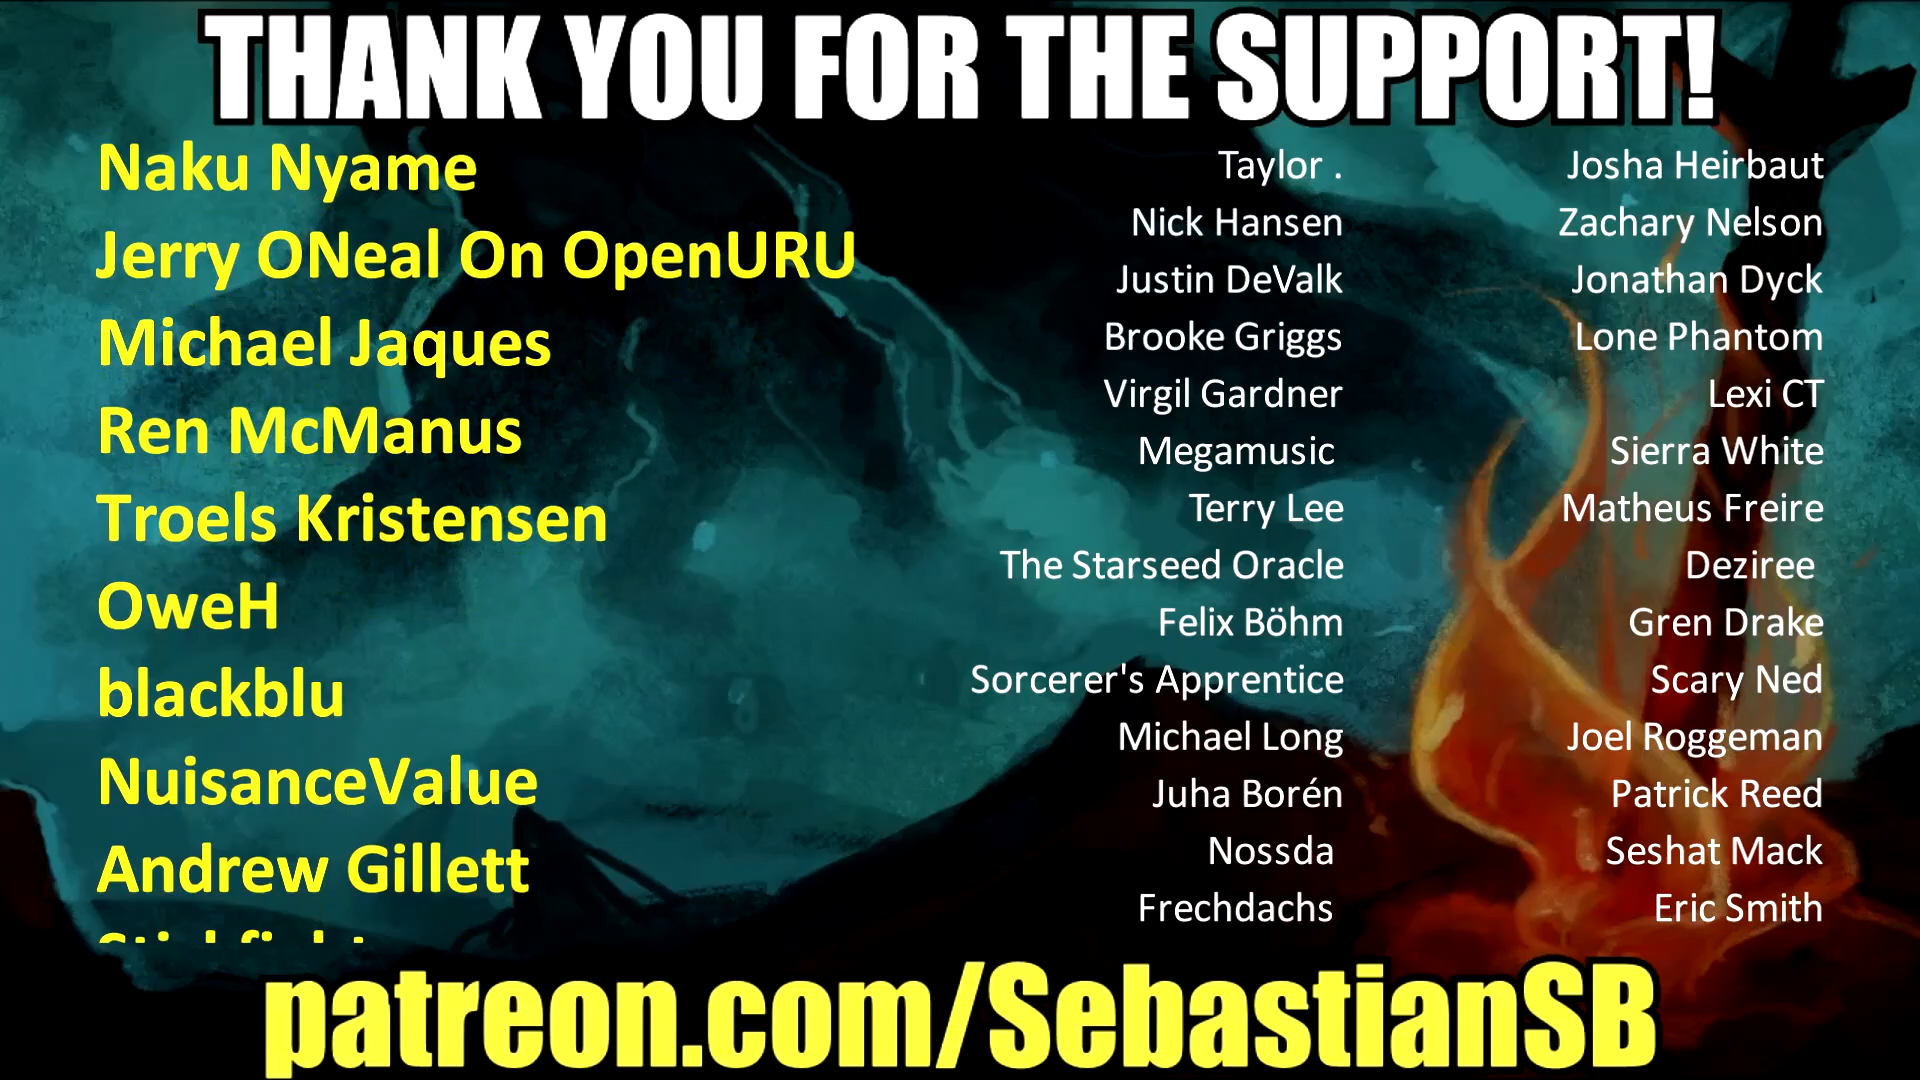 THANK YOU FOR THE SUPPORT!
Naku Nyame
Jerry ONeal On OpenURU
Michael Jaques
Ren McManus
Troels Kristensen
OweH
blackblu
NuisanceValue
Andrew Gillett
Taylor .
Nick Hansen
Justin DeValk
Brooke Griggs
Virgil Gardner
Megamusic
Terry Lee
The Starseed Oracle
Felix Böhm
Sorcerer's Apprentice
Michael Long
Juha Borén
Nossda
Frechdachs
Josha Heirbaut
Zachary Nelson
Jonathan Dyck
Lone Phantom
Lexi CT
Sierra White
Matheus Freire
Deziree
Gren Drake
Scary Ned
Joel Roggeman
Patrick Reed
Seshat Mack
Eric Smith
patreon.com/SebastianSB